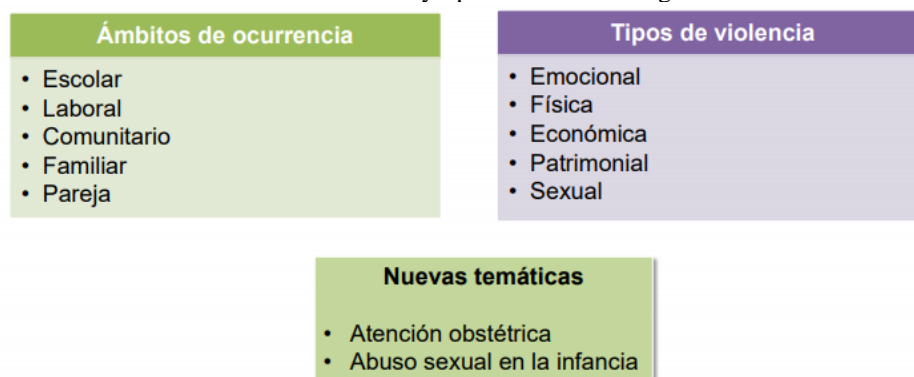 Ámbitos de ocurrencia
• Escolar
• Laboral
• Comunitario
• Familiar
• Pareja
Tipos de violencia
• Emocional
• Física
• Económica
• Patrimonial
• Sexual
Nuevas temáticas
• Atención obstétrica
• Abuso sexual en la infancia